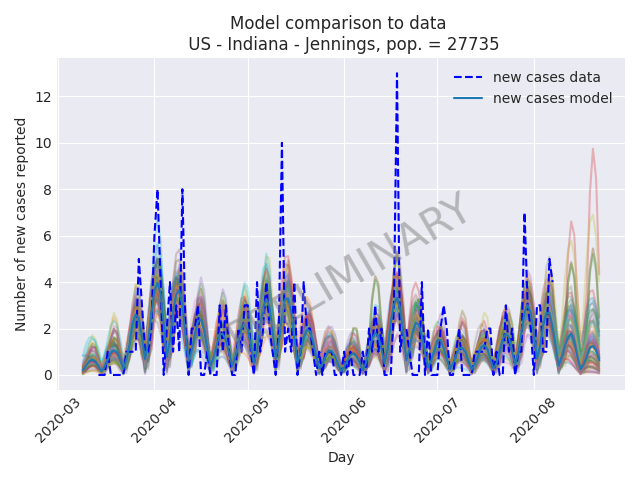 Model comparison to data
US - Indiana - Jennings, pop. = 27735
new cases data
new cases model
Number of new cases reported
12
10
8
6
4
2
0
PRELIMINARY
2020-03
2020-04
2020-05
2020-06
2020-07
2020-08
Day